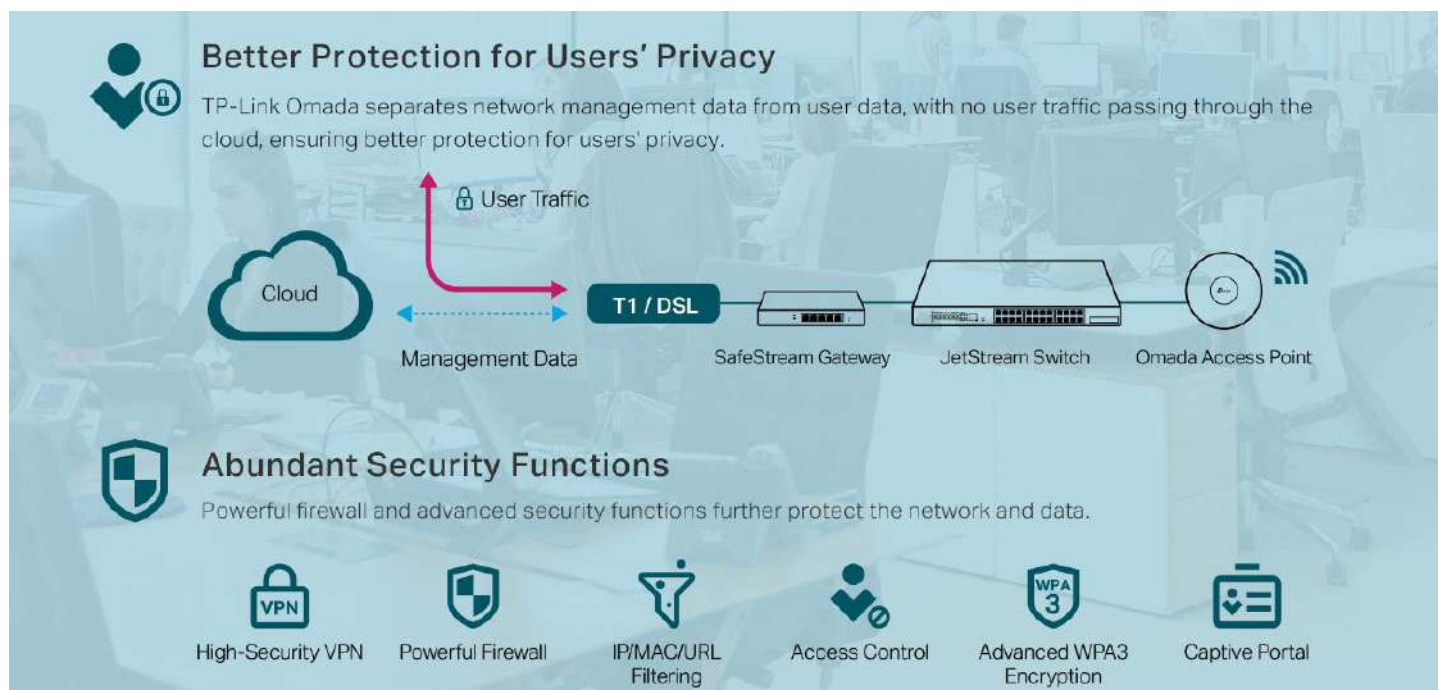 Better Protection for Users' Privacy
TP-Link Omada separates network management data from user data, with no user traffic passing through the
cloud, ensuring better protection for users' privacy.
User Traffic
Cloud
T1 / DSL
Management Data
SafeStream Gateway
JetStream Switch
Omada Access Point
Abundant Security Functions
Powerful firewall and advanced security functions further protect the network and data.
VPN
WPA
3
High-Security VPN
Powerful Firewall
IP/MAC/URL
Filtering
Access Control
Advanced WPA3
Encryption
Captive Portal